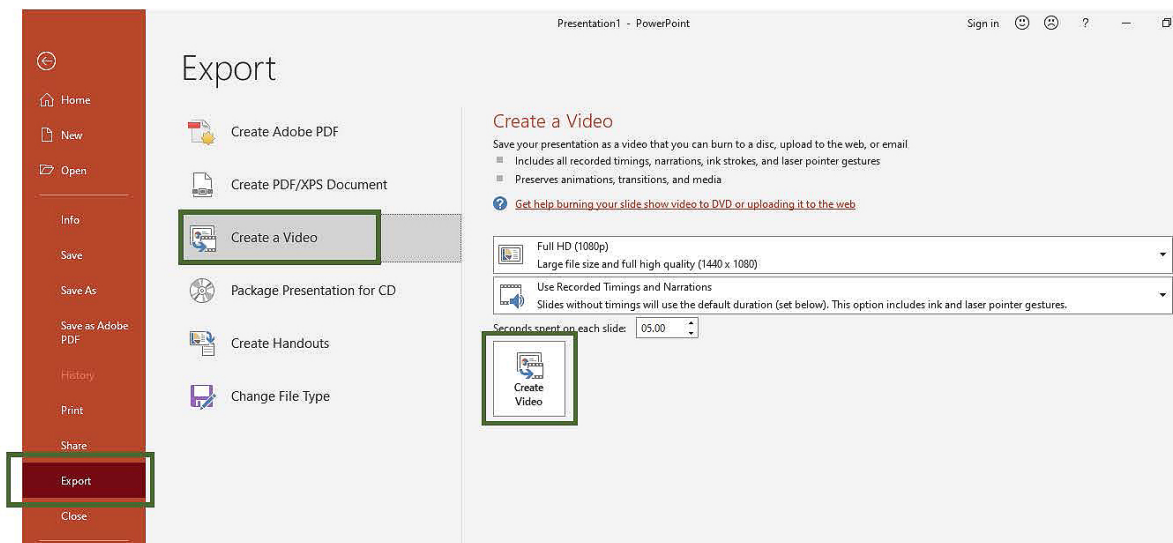 Presentation1 - PowerPoint
Sign in
?
Export
Home
New
Open
Info
Save
Save As
Save as Adobe
PDF
History
Print
Share
Export
Close
Create Adobe PDF
Create PDF/XPS Document
Create a Video
Package Presentation for CD
Create Handouts
Change File Type
Create a Video
Save your presentation as a video that you can burn to a disc, upload to the web, or email
Includes all recorded timings, narrations, ink strokes, and laser pointer gestures
Preserves animations, transitions, and media
? Get help burning your slide show video to DVD or uploading it to the web
Full HD (1080p)
Large file size and full high quality (1440 x 1080)
Use Recorded Timings and Narrations
Slides without timings will use the default duration (set below). This option includes ink and laser pointer gestures.
Seconds spent on each slide: 05.00
Create
Video